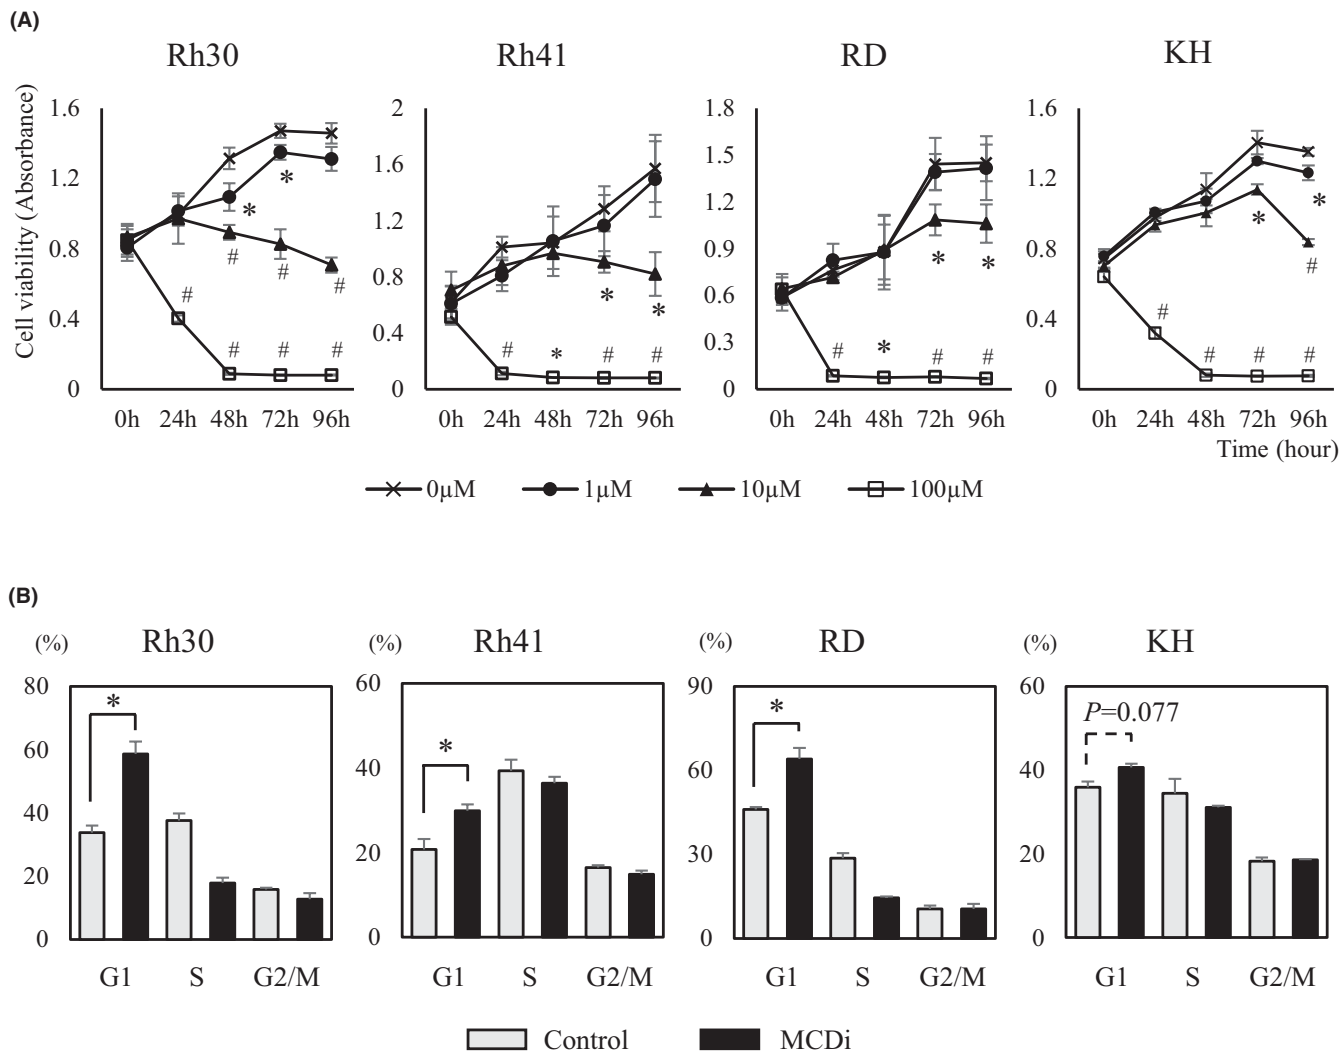 (A)
Rh30 Rh41 RD KH
Cell viability (Absorbance)
1.6 2 1.8 1.6
1.2 1.6 1.5 1.2
0.8 1.2 1.2 0.8
0.4 0.8 0.9 0.4
0 0.4 0.6 0
0 0.3
0
* * # # # # # # # #
* * # * # #
* * # * # #
* * # # # # # #
0h 24h 48h 72h 96h 0h 24h 48h 72h 96h 0h 24h 48h 72h 96h 0h 24h 48h 72h 96h
Time (hour)
0µM 1µM 10µM 100µM
(B)
(%) Rh30 (%) Rh41 (%) RD (%) KH
80 60 90 60
60 40 60 40
40 20 30 20
20 0 0 0
0
* * * P=0.077
G1 S G2/M G1 S G2/M G1 S G2/M G1 S G2/M
Control MCDi